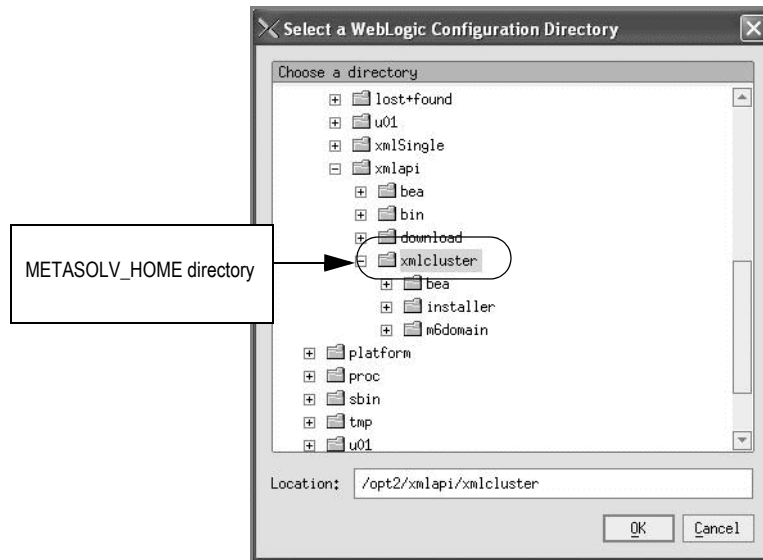 Select a WebLogic Configuration Directory
Choose a directory
lost+found
u01
xmlSingle
xmlapi
bea
bin
download
METASOLV_HOME directory
xmlcluster
bea
installer
m6domain
platform
proc
sbin
tmp
u01
Location: /opt2/xmlapi/xmlcluster
OK Cancel